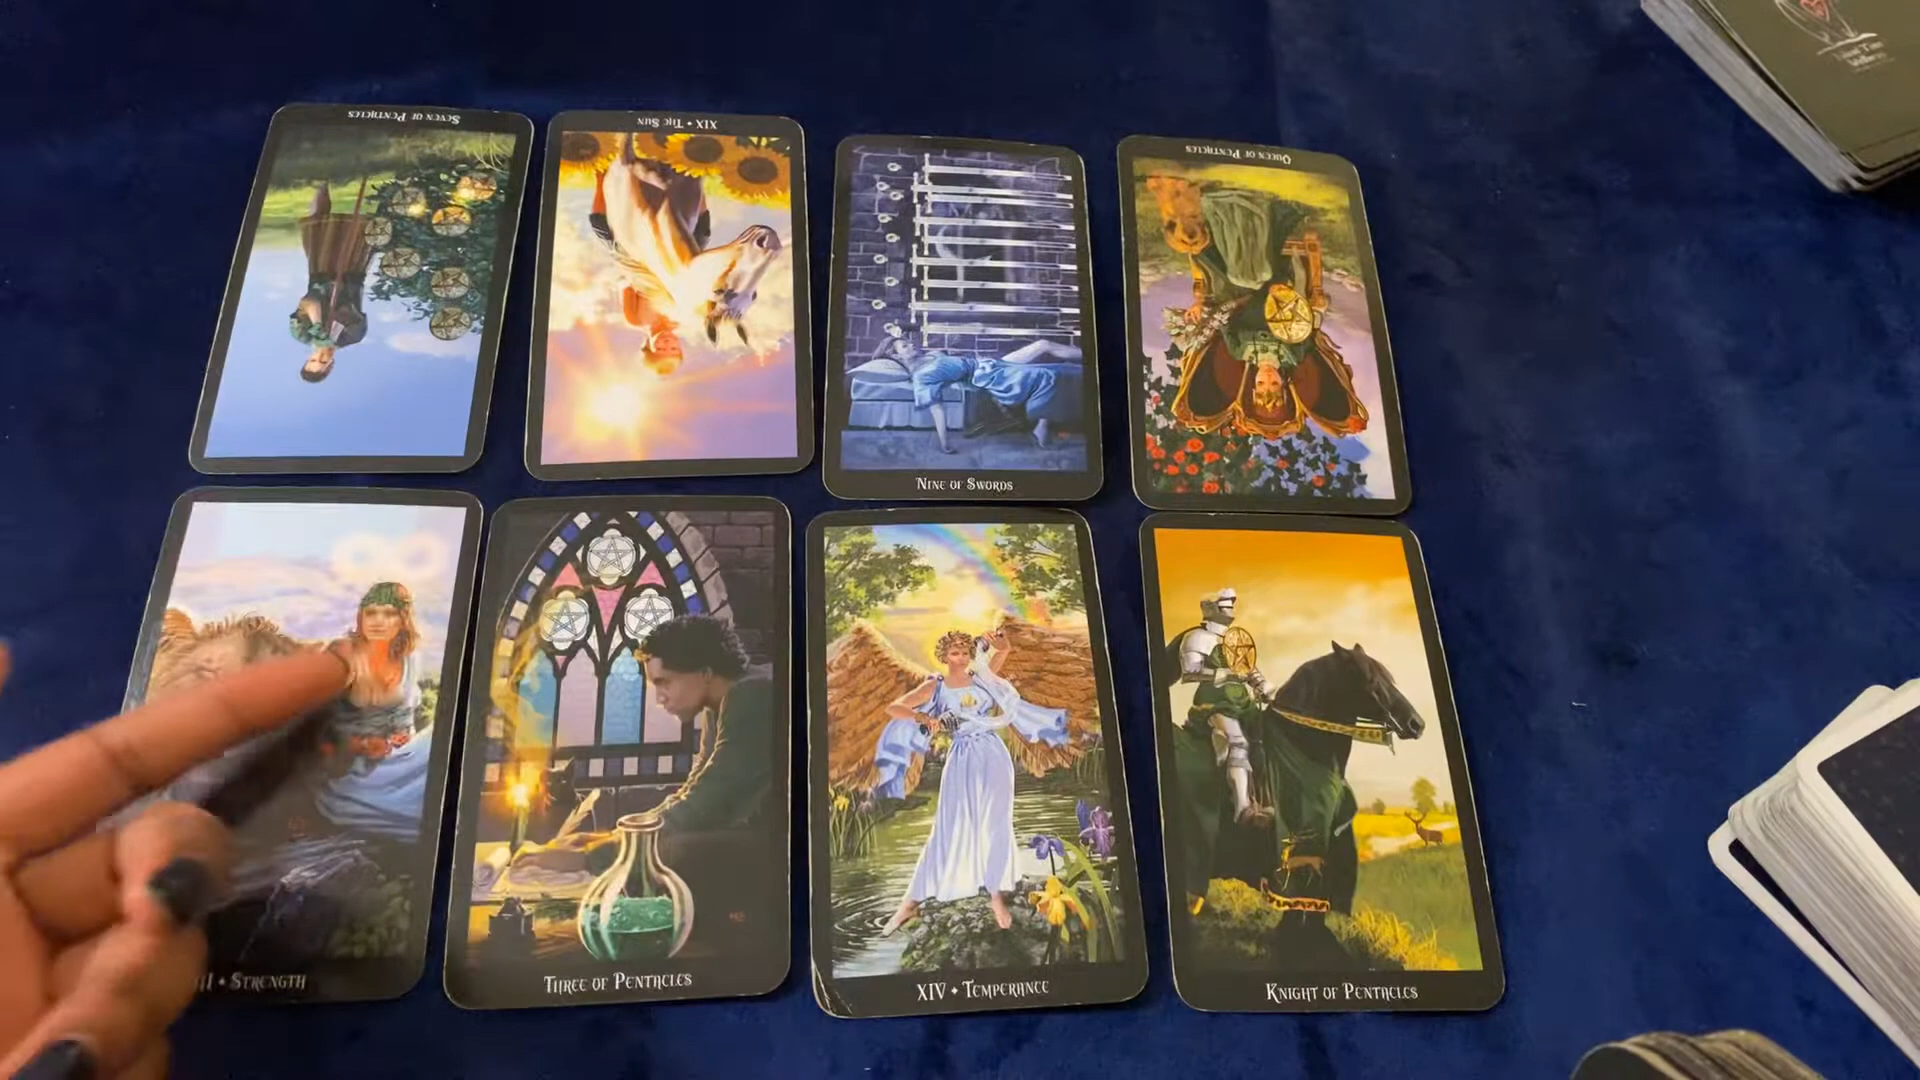 SEVEN OF PENTACLES
XIX • THE SUN
NINE OF SWORDS
QUEEN OF PENTACLES
III • STRENGTH
THREE OF PENTACLES
XIV • TEMPERANCE
KNIGHT OF PENTACLES